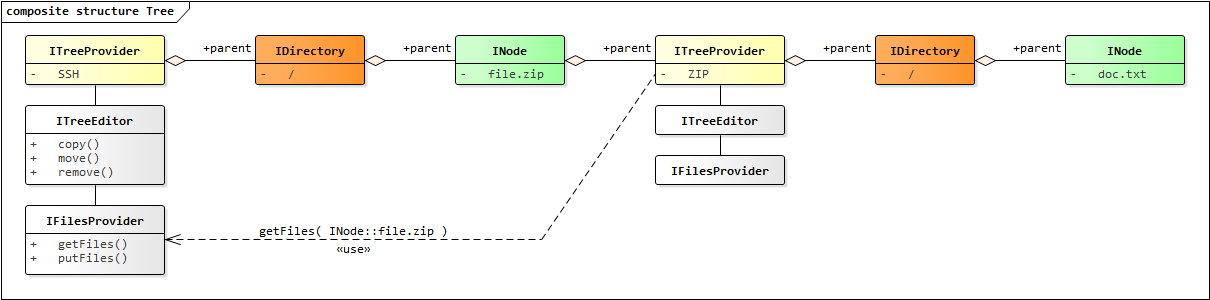 composite structure Tree
ITreeProvider
- SSH
+parent
IDirectory
- /
+parent
INode
- file.zip
+parent
ITreeProvider
- ZIP
+parent
IDirectory
- /
+parent
INode
- doc.txt
ITreeEditor
+ copy()
+ move()
+ remove()
ITreeEditor
IFilesProvider
IFilesProvider
+ getFiles()
+ putFiles()
getFiles( INode::file.zip )
«use»